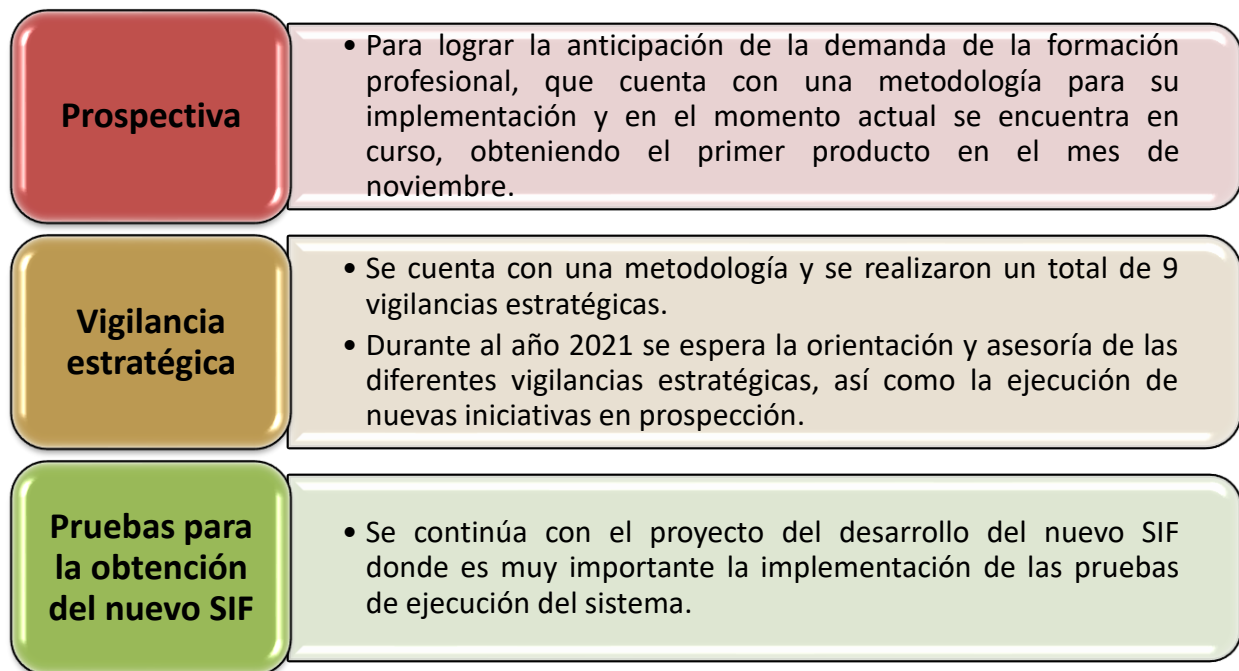 Prospectiva
• Para lograr la anticipación de la demanda de la formación
profesional, que cuenta con una metodología para su
implementación y en el momento actual se encuentra en
curso, obteniendo el primer producto en el mes de
noviembre.
Vigilancia
estratégica
• Se cuenta con una metodología y se realizaron un total de 9
vigilancias estratégicas.
• Durante al año 2021 se espera la orientación y asesoría de las
diferentes vigilancias estratégicas, así como la ejecución de
nuevas iniciativas en prospección.
Pruebas para
la obtención
del nuevo SIF
• Se continúa con el proyecto del desarrollo del nuevo SIF
donde es muy importante la implementación de las pruebas
de ejecución del sistema.